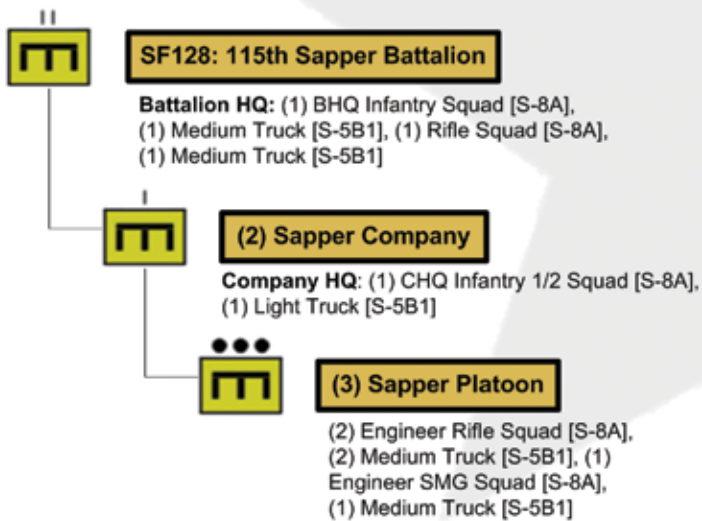 SF128: 115th Sapper Battalion
Battalion HQ: (1) BHQ Infantry Squad [S-8A],
(1) Medium Truck [S-5B1], (1) Rifle Squad [S-8A],
(1) Medium Truck [S-5B1]
(2) Sapper Company
Company HQ: (1) CHQ Infantry 1/2 Squad [S-8A],
(1) Light Truck [S-5B1]
(3) Sapper Platoon
(2) Engineer Rifle Squad [S-8A],
(2) Medium Truck [S-5B1], (1)
Engineer SMG Squad [S-8A],
(1) Medium Truck [S-5B1]